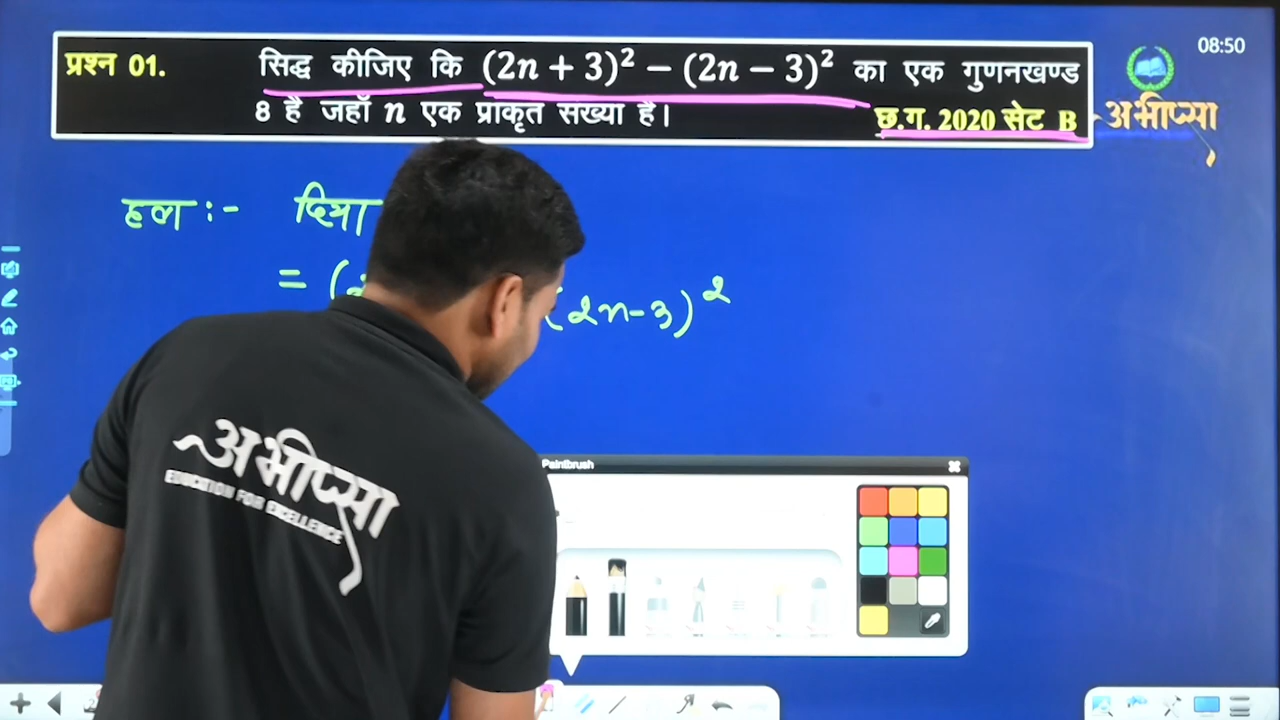 08:50
प्रश्न 01. सिद्ध कीजिए कि (2n + 3)² − (2n − 3)² का एक गुणनखण्ड
8 हैं जहाँ n एक प्राकृत संख्या है।
छ.ग. 2020 सेट B
अभीप्सा
हल :- दिया
= (2 (2n-3)²
Paintbrush
अभीप्सा
EDUCATION FOR EXCELLENCE